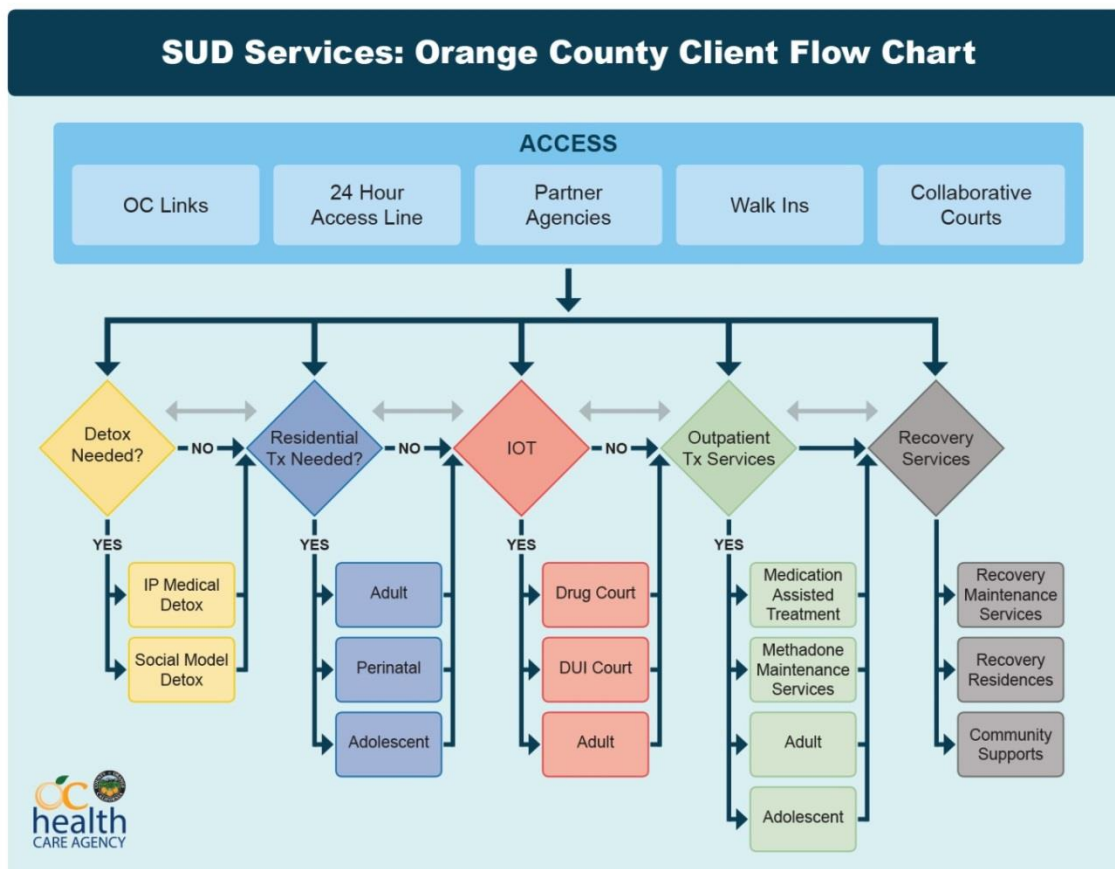 SUD Services: Orange County Client Flow Chart
ACCESS
OC Links
24 Hour
Access Line
Partner
Agencies
Walk Ins
Collaborative
Courts
Detox
Needed?
NO
Residential
Tx Needed?
NO
IOT
NO
Outpatient
Tx Services
Recovery
Services
YES
IP Medical
Detox
Social Model
Detox
YES
Adult
Perinatal
Adolescent
YES
Drug Court
DUI Court
Adult
YES
Medication
Assisted
Treatment
Methadone
Maintenance
Services
Adult
Adolescent
Recovery
Maintenance
Services
Recovery
Residences
Community
Supports
OC
health
CARE AGENCY